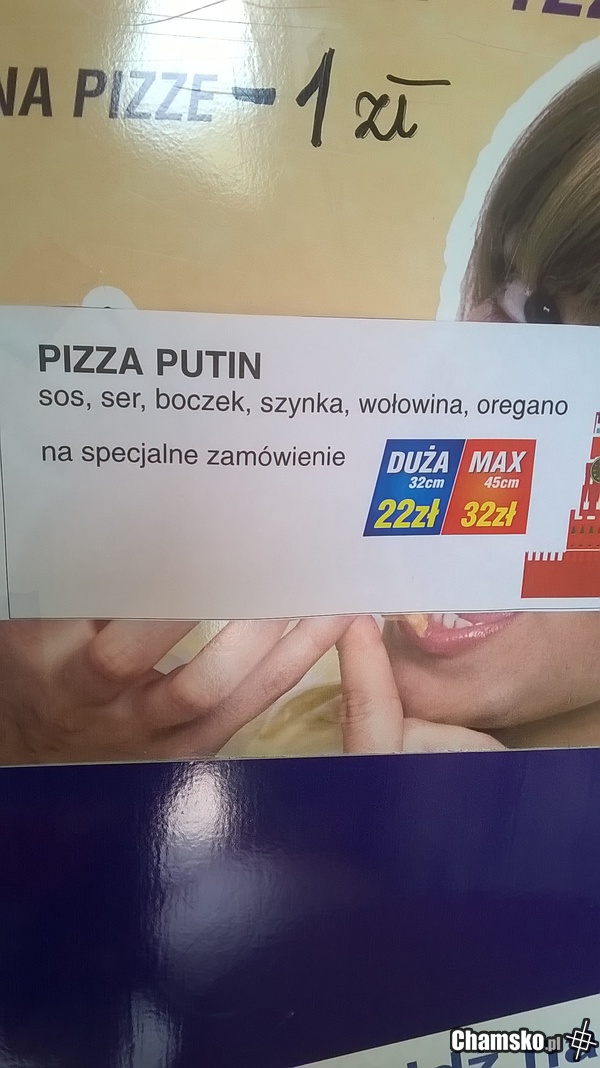 NA PIZZE - 1 zł
PIZZA PUTIN
sos, ser, boczek, szynka, wołowina, oregano
na specjalne zamówienie
DUŻA MAX
32cm 45cm
22zł 32zł
Chamsko.pl